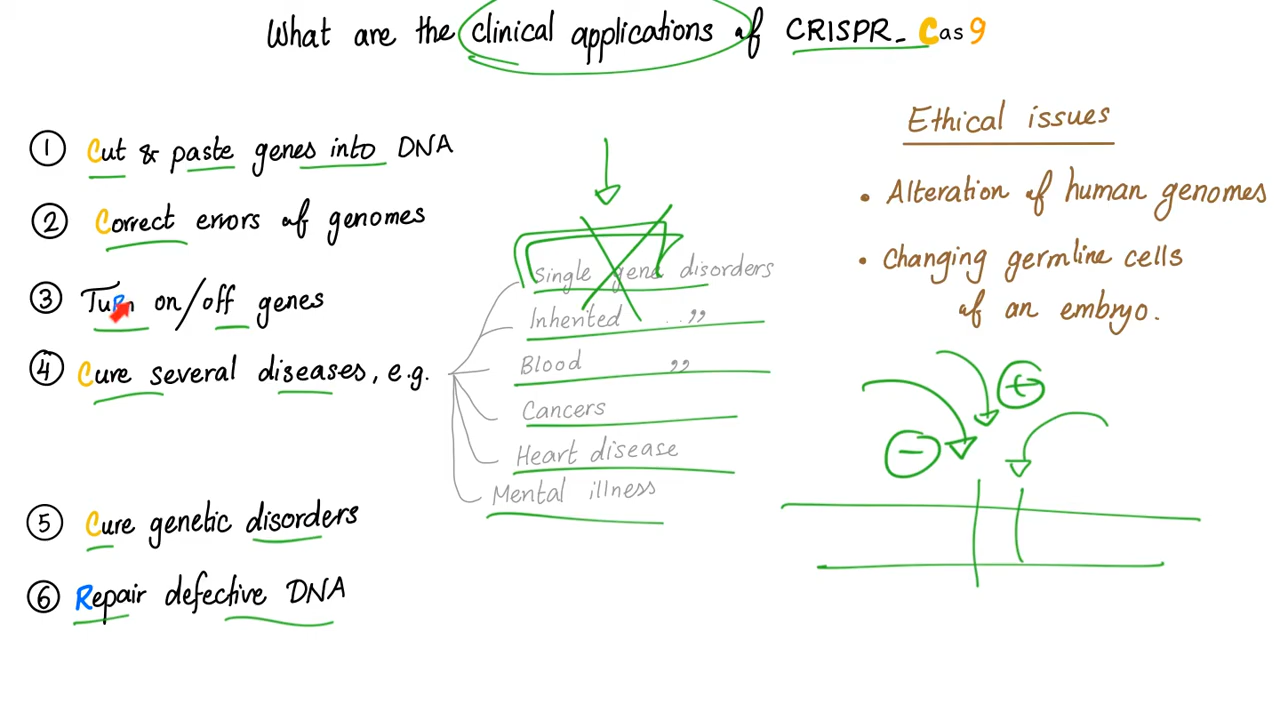 What are the clinical applications of CRISPR- Cas 9
① Cut & paste genes into DNA
② Correct errors of genomes
③ Turn on/off genes
④ Cure several diseases, e.g.
Single gene disorders
Inherited ,,
Blood ,,
Cancers
Heart disease
Mental illness
⑤ Cure genetic disorders
⑥ Repair defective DNA
Ethical issues
• Alteration of human genomes
• Changing germline cells
of an embryo.
+
-